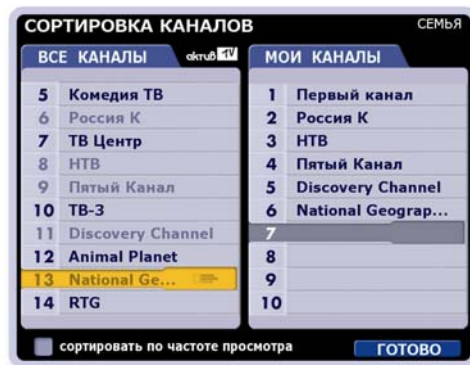 СОРТИРОВКА КАНАЛОВ
СЕМЬЯ
ВСЕ КАНАЛЫ
актив TV
5 Комедия ТВ
6 Россия К
7 ТВ Центр
8 НТВ
9 Пятый Канал
10 ТВ-3
11 Discovery Channel
12 Animal Planet
13 National Ge...
14 RTG
МОИ КАНАЛЫ
1 Первый канал
2 Россия К
3 НТВ
4 Пятый Канал
5 Discovery Channel
6 National Geograp...
7
8
9
10
сортировать по частоте просмотра
ГОТОВО